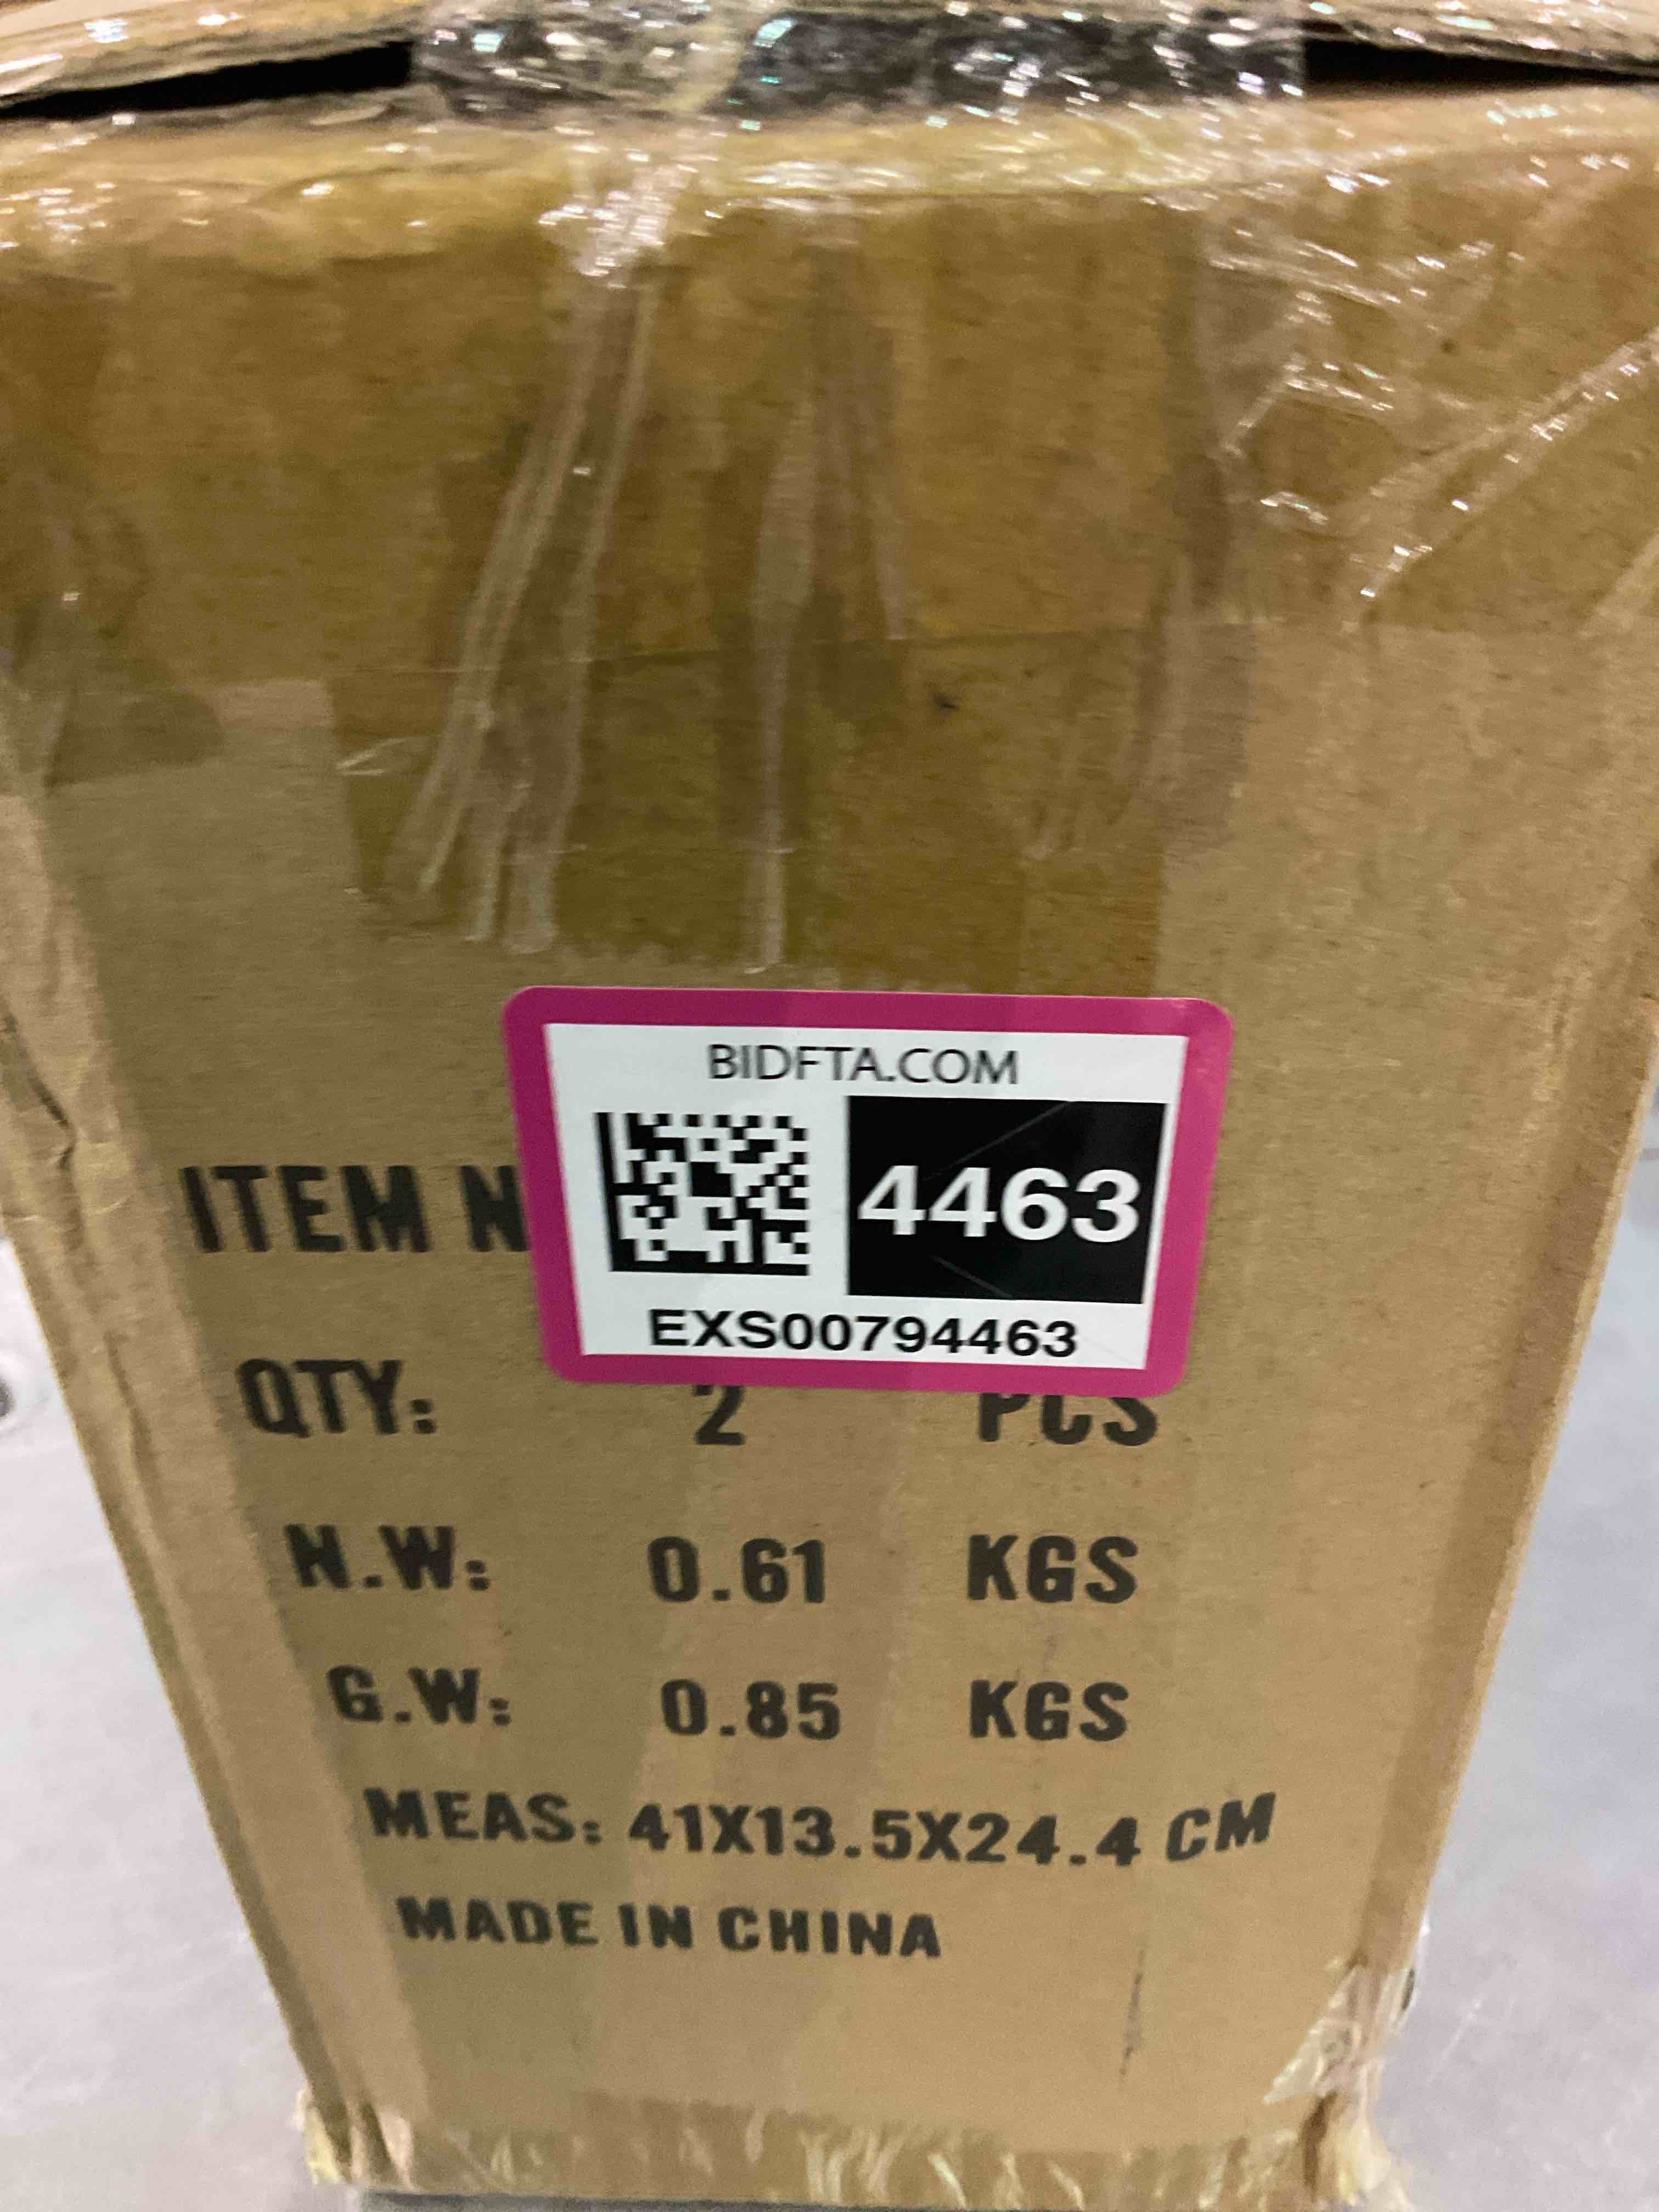 BIDFTA.COM
4463
EXS00794463
ITEM N
QTY: 2 PCS
N.W: 0.61 KGS
G.W: 0.85 KGS
MEAS: 41X13.5X24.4 CM
MADE IN CHINA